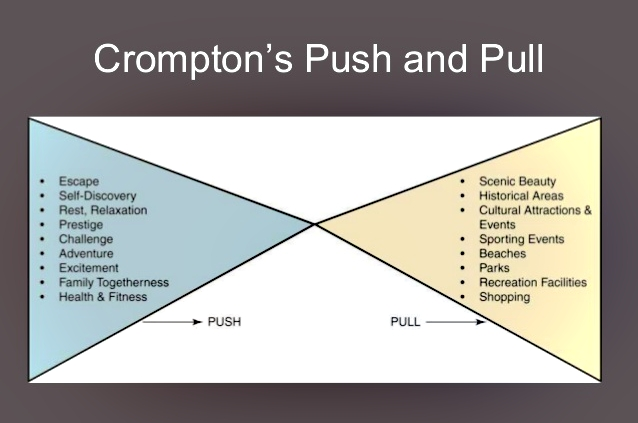 Crompton's Push and Pull
• Escape
• Self-Discovery
• Rest, Relaxation
• Prestige
• Challenge
• Adventure
• Excitement
• Family Togetherness
• Health & Fitness
PUSH
• Scenic Beauty
• Historical Areas
• Cultural Attractions &
Events
• Sporting Events
• Beaches
• Parks
• Recreation Facilities
• Shopping
PULL